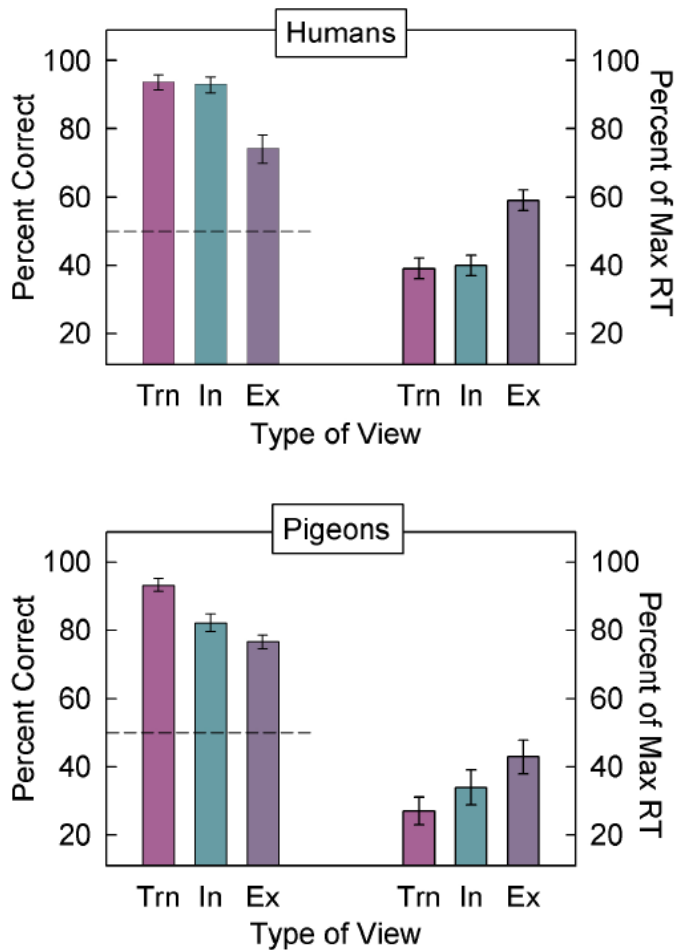 Humans
Percent Correct
100
80
60
40
20
100
80
60
40
20
Percent of Max RT
Trn In Ex
Trn In Ex
Type of View
Pigeons
Percent Correct
100
80
60
40
20
100
80
60
40
20
Percent of Max RT
Trn In Ex
Trn In Ex
Type of View